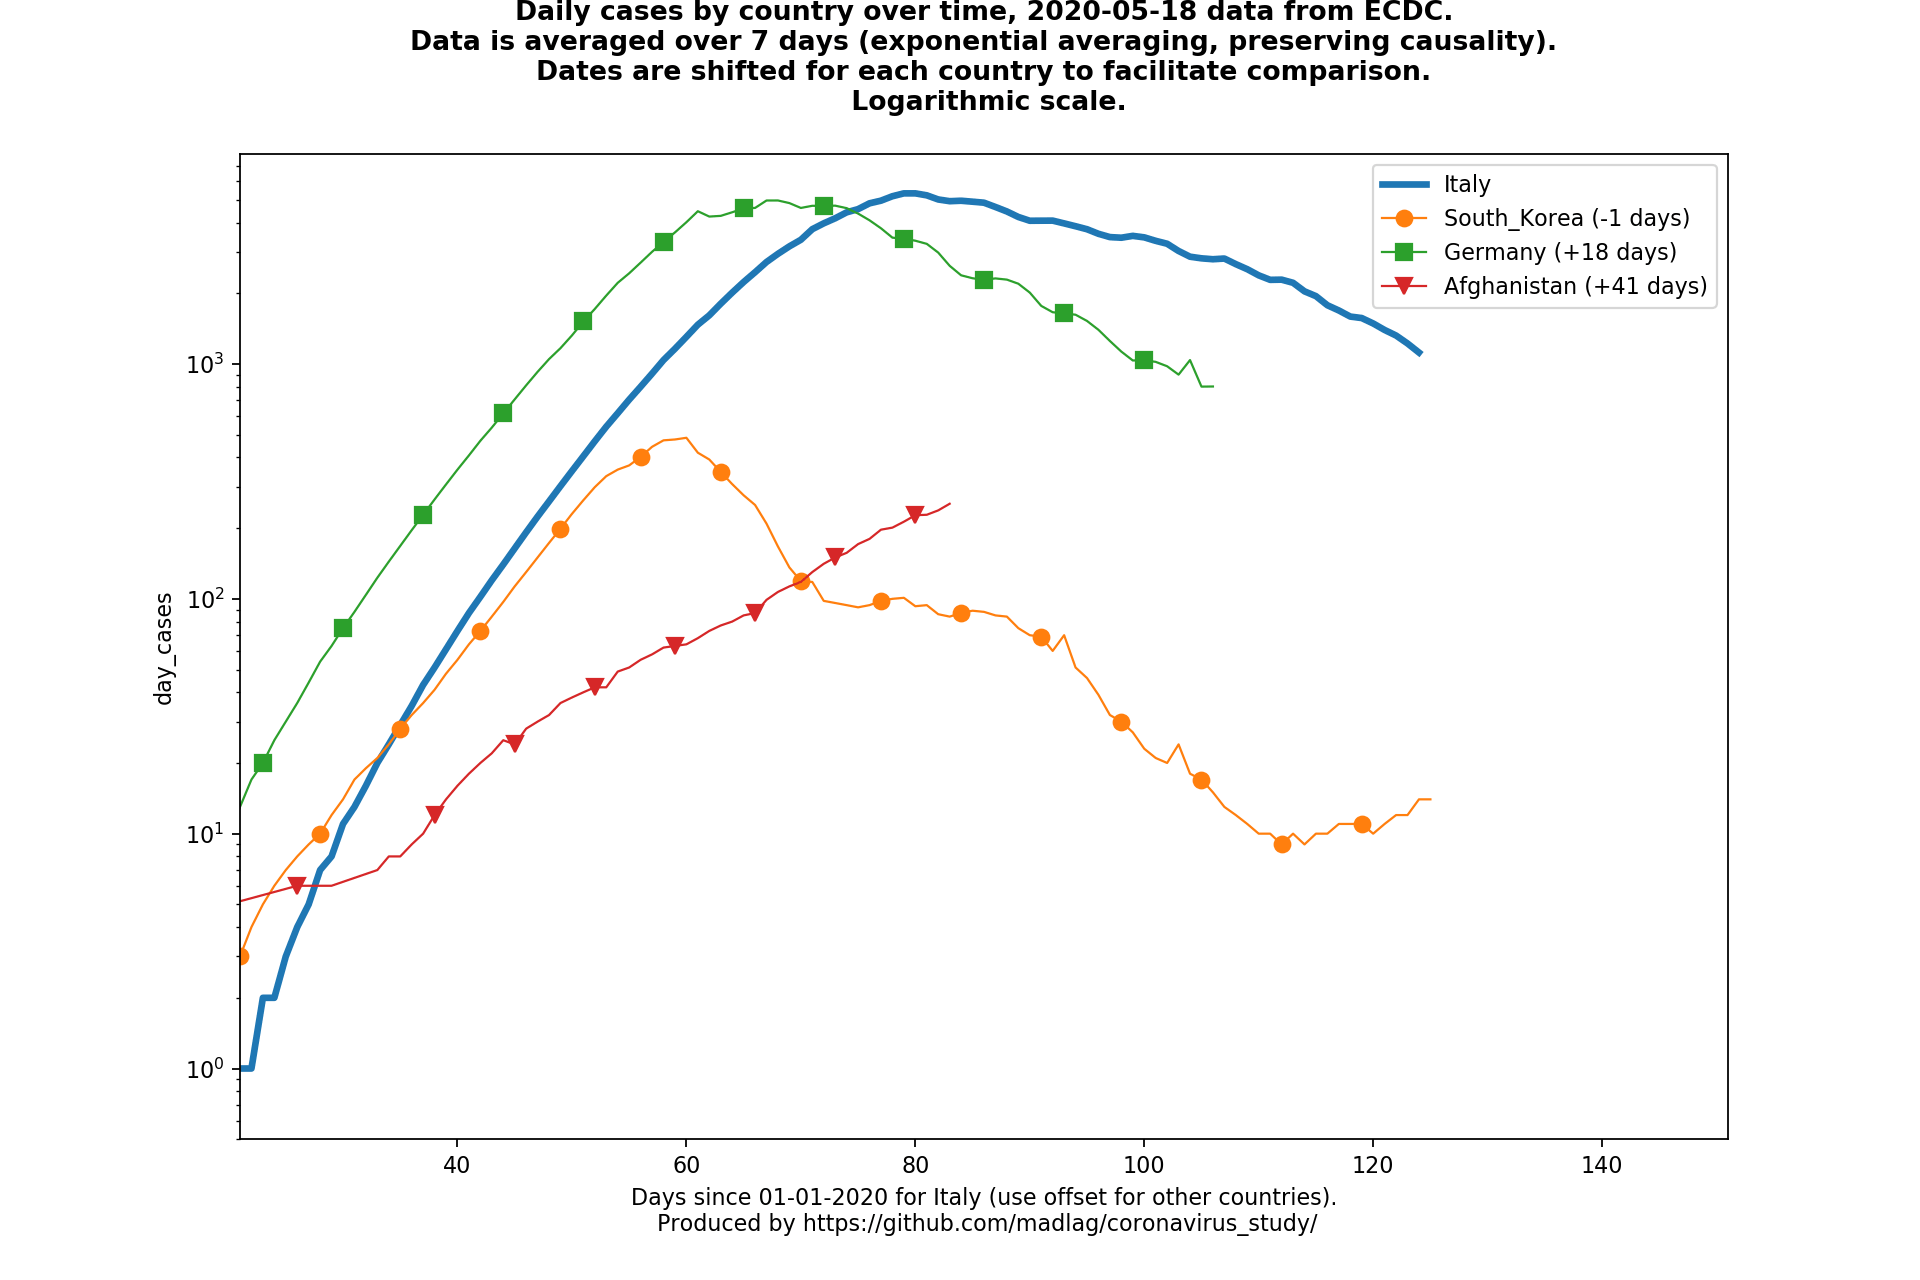 Daily cases by country over time, 2020-05-18 data from ECDC.
Data is averaged over 7 days (exponential averaging, preserving causality).
Dates are shifted for each country to facilitate comparison.
Logarithmic scale.
Italy
South_Korea (-1 days)
Germany (+18 days)
Afghanistan (+41 days)
10³
10²
10¹
10⁰
day_cases
40 60 80 100 120 140
Days since 01-01-2020 for Italy (use offset for other countries).
Produced by https://github.com/madlag/coronavirus_study/